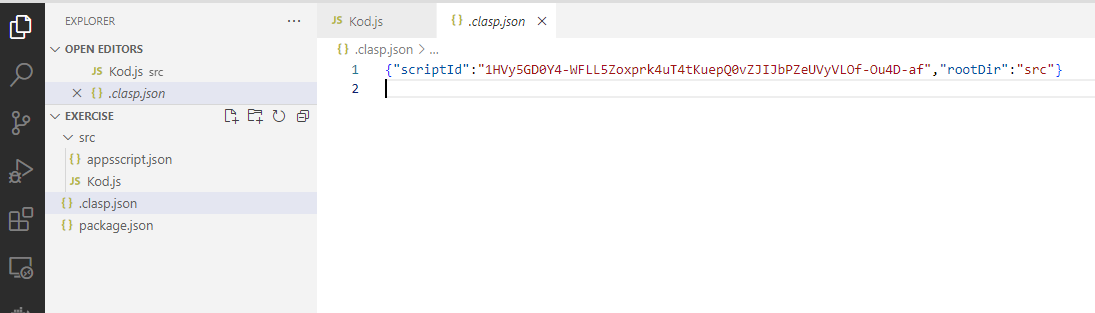 EXPLORER
OPEN EDITORS
JS Kod.js src
{} .clasp.json
EXERCISE
src
{} appsscript.json
JS Kod.js
{} .clasp.json
{} package.json
JS Kod.js {} .clasp.json
{} .clasp.json > ...
1 {"scriptId":"1HVy5GD0Y4-WFLL5Zoxprk4uT4tKuepQ0vZJIJbPZeUVyVLOf-Ou4D-af","rootDir":"src"}
2